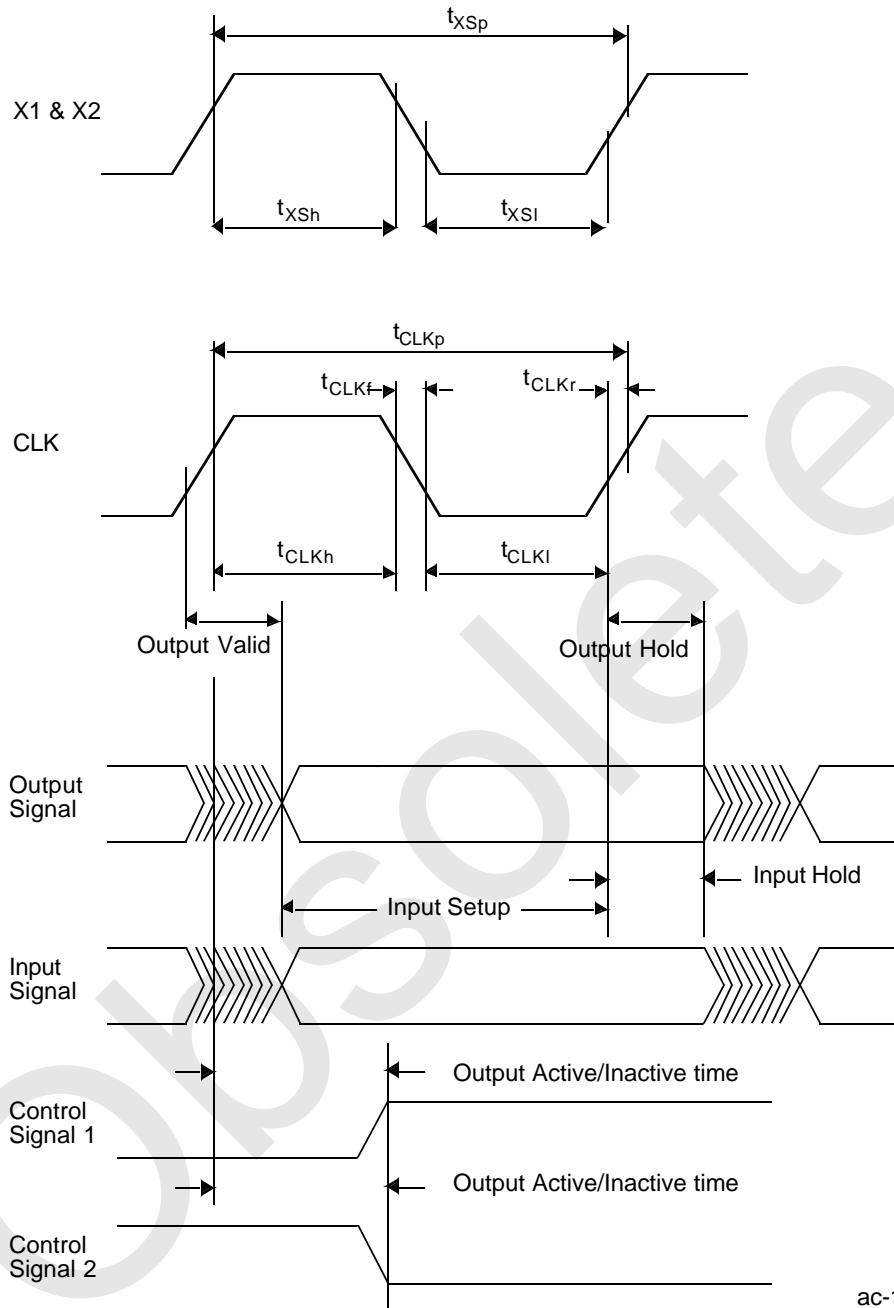 tXSp
X1 & X2
tXSh
tXSl
tCLKp
tCLKf
tCLKr
CLK
tCLKh
tCLKl
Output Valid
Output Hold
Output
Signal
Input Hold
Input Setup
Input
Signal
Output Active/Inactive time
Control
Signal 1
Output Active/Inactive time
Control
Signal 2
Obsolete